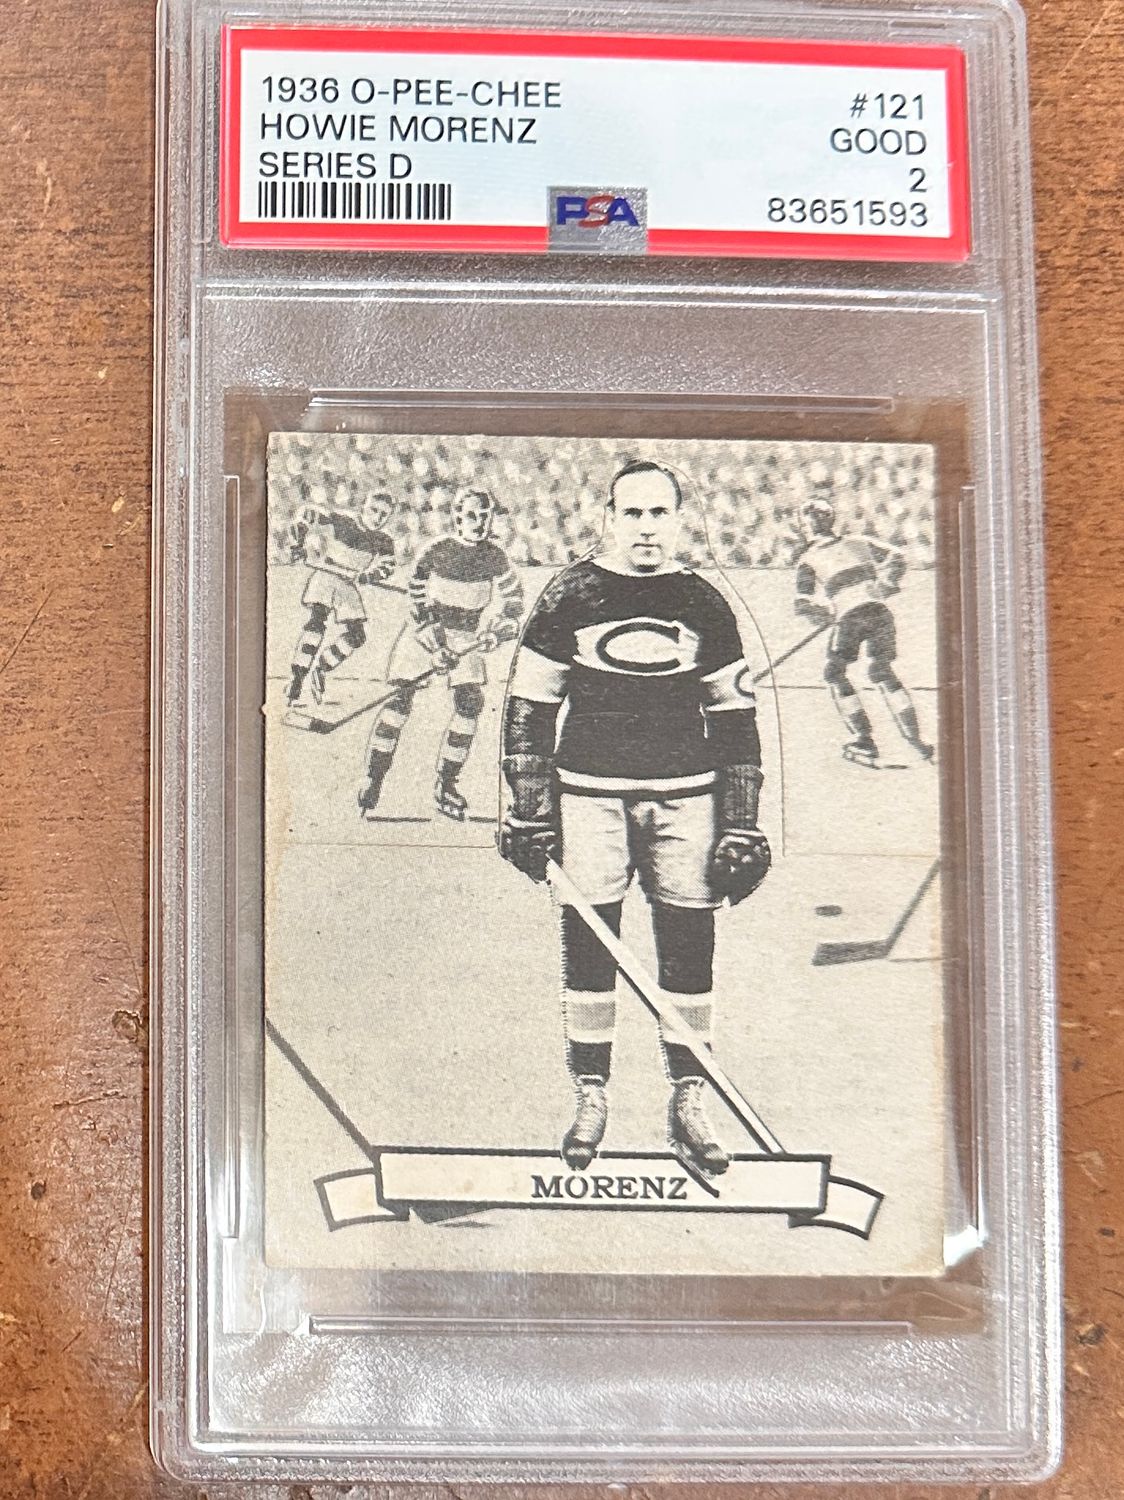 1936 O-PEE-CHEE
HOWIE MORENZ
SERIES D
#121
GOOD
2
83651593
PSA
C
MORENZ